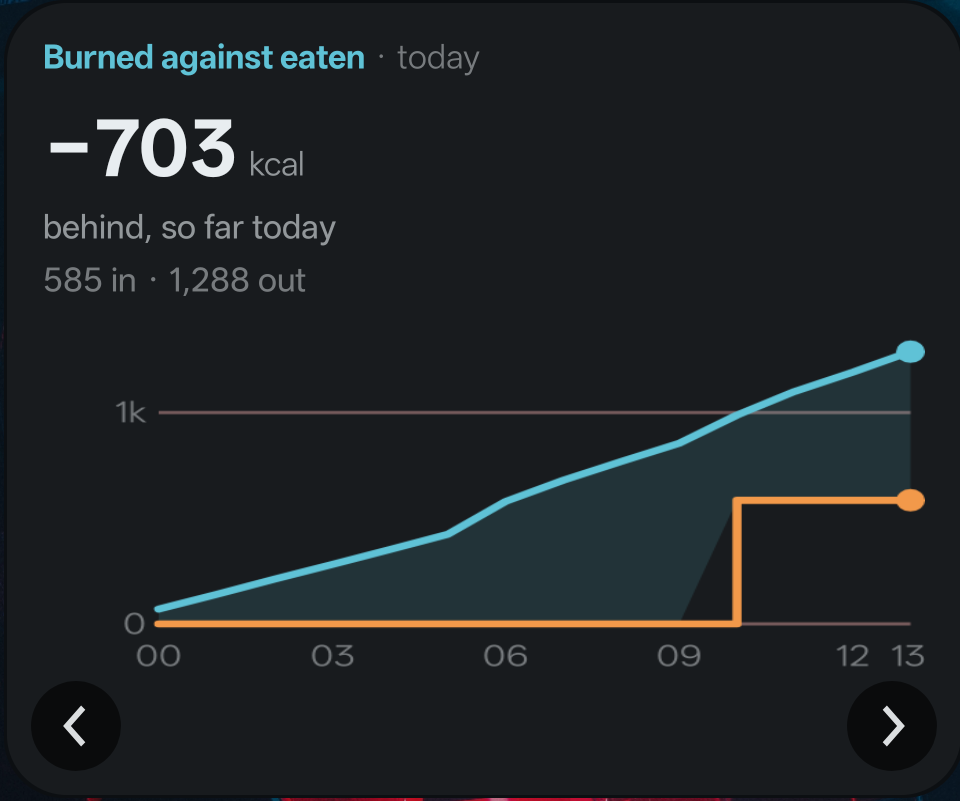 Burned against eaten · today
−703 kcal
behind, so far today
585 in · 1,288 out
1k
0
00 03 06 09 12 13